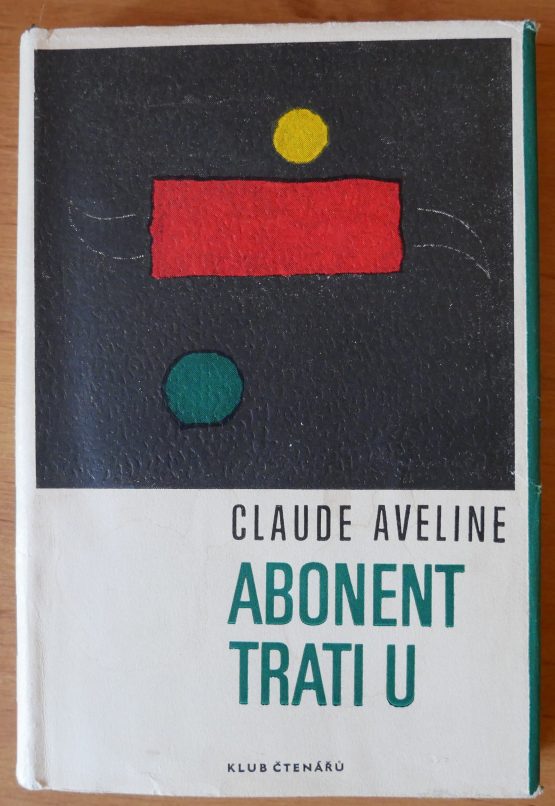 CLAUDE AVELINE
ABONENT
TRATI U
KLUB ČTENÁŘŮ